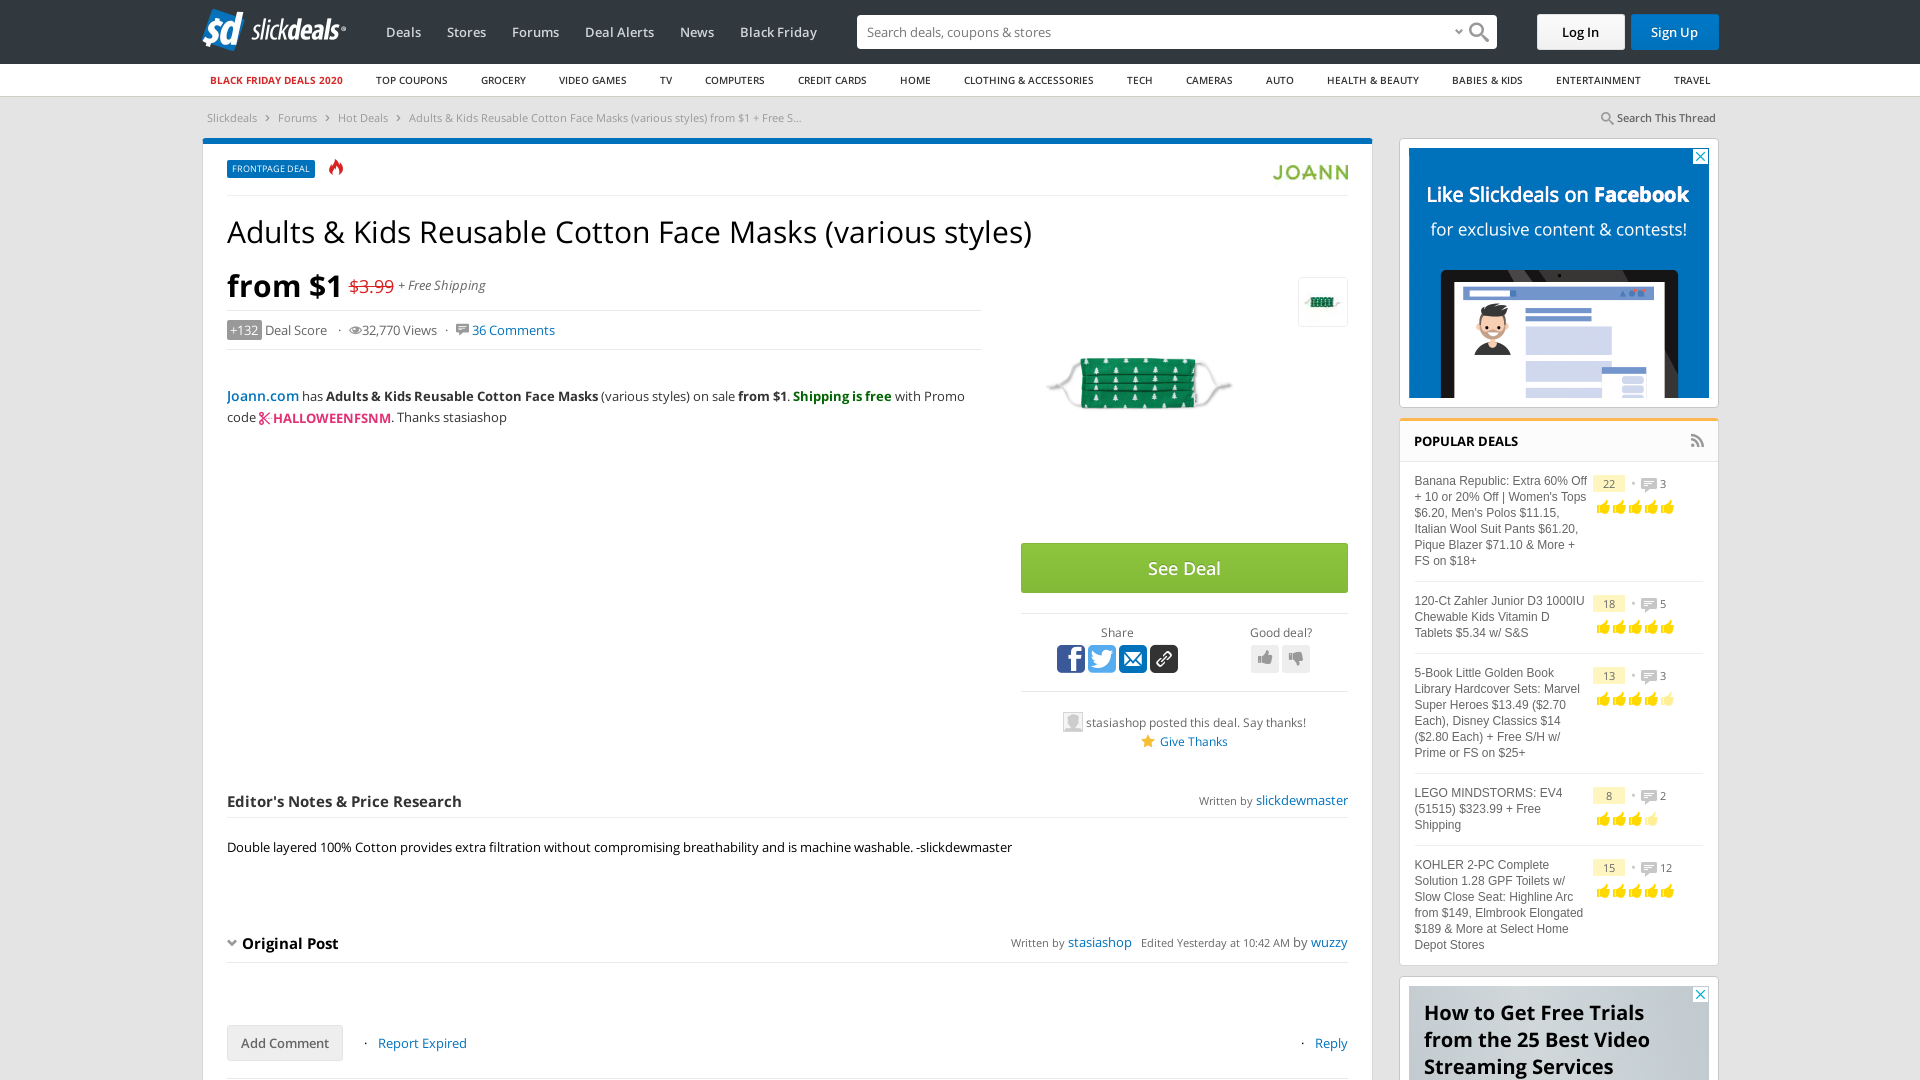 slickdeals
Deals
Stores
Forums
Deal Alerts
News
Black Friday
Search deals, coupons & stores
Log In
Sign Up
BLACK FRIDAY DEALS 2020
TOP COUPONS
GROCERY
VIDEO GAMES
TV
COMPUTERS
CREDIT CARDS
HOME
CLOTHING & ACCESSORIES
TECH
CAMERAS
AUTO
HEALTH & BEAUTY
BABIES & KIDS
ENTERTAINMENT
TRAVEL
Slickdeals › Forums › Hot Deals › Adults & Kids Reusable Cotton Face Masks (various styles) from $1 + Free S...
Search This Thread
FRONTPAGE DEAL
JOANN
Adults & Kids Reusable Cotton Face Masks (various styles)
from $1 $3.99 + Free Shipping
+132 Deal Score · 32,770 Views · 36 Comments
Joann.com has Adults & Kids Reusable Cotton Face Masks (various styles) on sale from $1. Shipping is free with Promo
code HALLOWEENFSNM. Thanks stasiashop
See Deal
Share
Good deal?
stasiashop posted this deal. Say thanks!
Give Thanks
Editor's Notes & Price Research
Written by slickdewmaster
Double layered 100% Cotton provides extra filtration without compromising breathability and is machine washable. -slickdewmaster
Original Post
Written by stasiashop Edited Yesterday at 10:42 AM by wuzzy
Add Comment
· Report Expired
· Reply
Like Slickdeals on Facebook
for exclusive content & contests!
POPULAR DEALS
Banana Republic: Extra 60% Off
+ 10 or 20% Off | Women's Tops
$6.20, Men's Polos $11.15,
Italian Wool Suit Pants $61.20,
Pique Blazer $71.10 & More +
FS on $18+
22 • 3
120-Ct Zahler Junior D3 1000IU
Chewable Kids Vitamin D
Tablets $5.34 w/ S&S
18 • 5
5-Book Little Golden Book
Library Hardcover Sets: Marvel
Super Heroes $13.49 ($2.70
Each), Disney Classics $14
($2.80 Each) + Free S/H w/
Prime or FS on $25+
13 • 3
LEGO MINDSTORMS: EV4
(51515) $323.99 + Free
Shipping
8 • 2
KOHLER 2-PC Complete
Solution 1.28 GPF Toilets w/
Slow Close Seat: Highline Arc
from $149, Elmbrook Elongated
$189 & More at Select Home
Depot Stores
15 • 12
How to Get Free Trials
from the 25 Best Video
Streaming Services